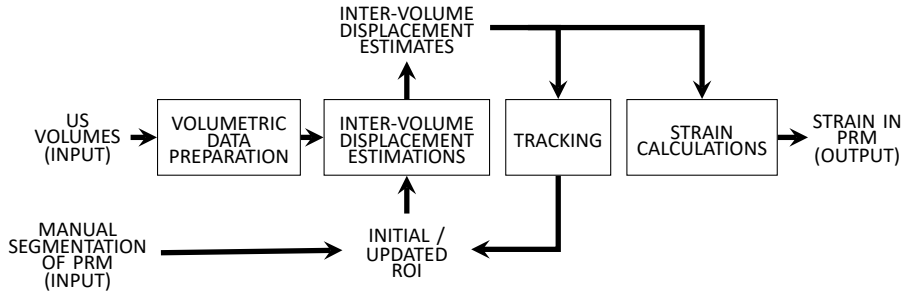 INTER-VOLUME
DISPLACEMENT
ESTIMATES
US
VOLUMES
(INPUT)
VOLUMETRIC
DATA
PREPARATION
INTER-VOLUME
DISPLACEMENT
ESTIMATIONS
TRACKING
STRAIN
CALCULATIONS
STRAIN IN
PRM
(OUTPUT)
MANUAL
SEGMENTATION
OF PRM
(INPUT)
INITIAL /
UPDATED
ROI